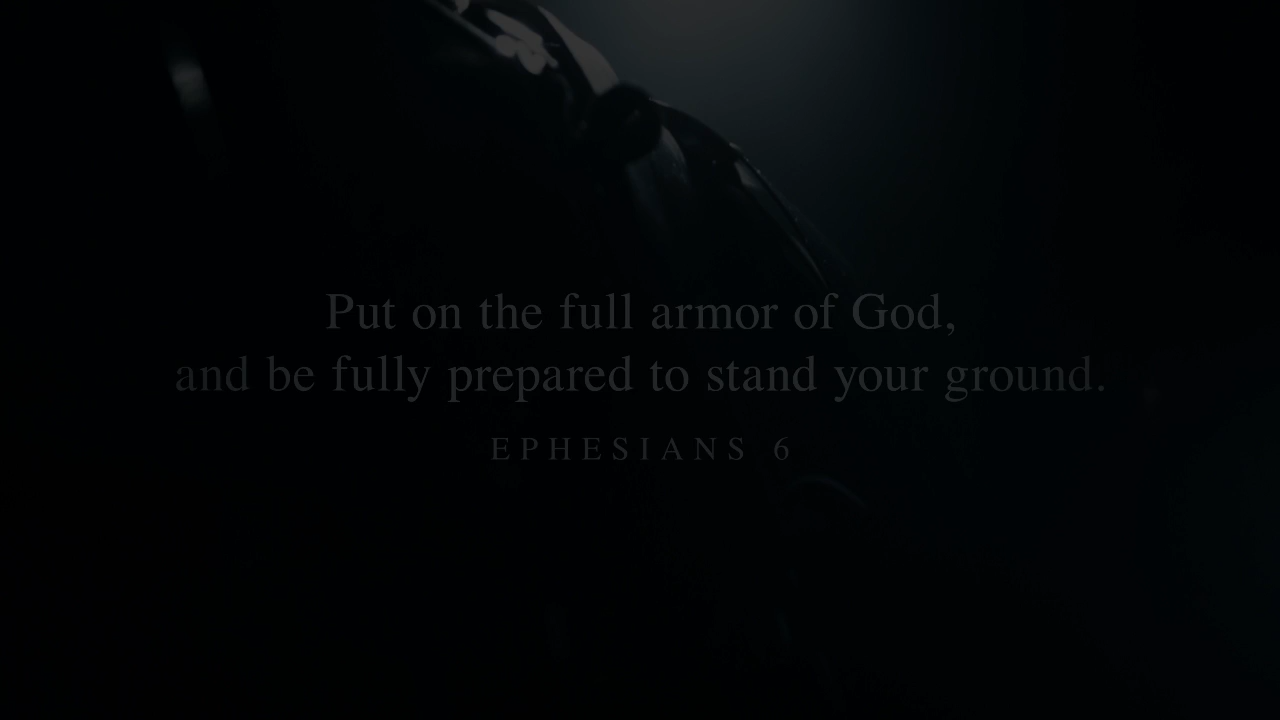 Put on the full armor of God,
and be fully prepared to stand your ground.
EPHESIANS 6